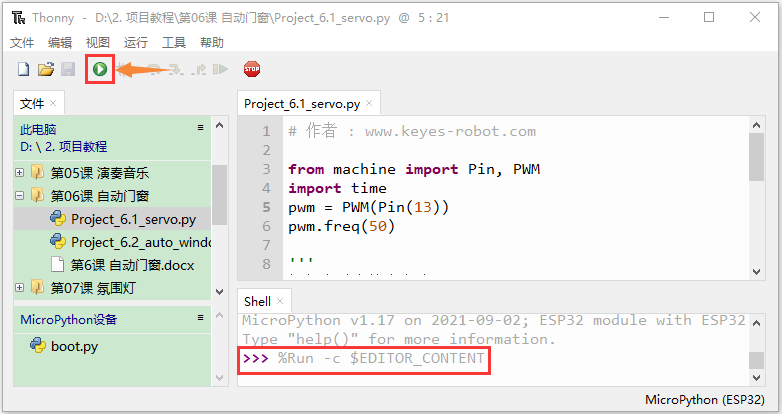 Thonny - D:\2. 项目教程\第06课 自动门窗\Project_6.1_servo.py @ 5 : 21
文件 编辑 视图 运行 工具 帮助
STOP
文件 ×
此电脑 ≡
D: \ 2. 项目教程
第05课 演奏音乐
第06课 自动门窗
Project_6.1_servo.py
Project_6.2_auto_windo
第6课 自动门窗.docx
第07课 氛围灯
MicroPython设备 ≡
boot.py
Project_6.1_servo.py ×
1 # 作者 : www.keyes-robot.com
2
3 from machine import Pin, PWM
4 import time
5 pwm = PWM(Pin(13))
6 pwm.freq(50)
7
8 '''
Shell ×
MicroPython v1.17 on 2021-09-02; ESP32 module with ESP32
Type "help()" for more information.
>>> %Run -c $EDITOR_CONTENT
MicroPython (ESP32)